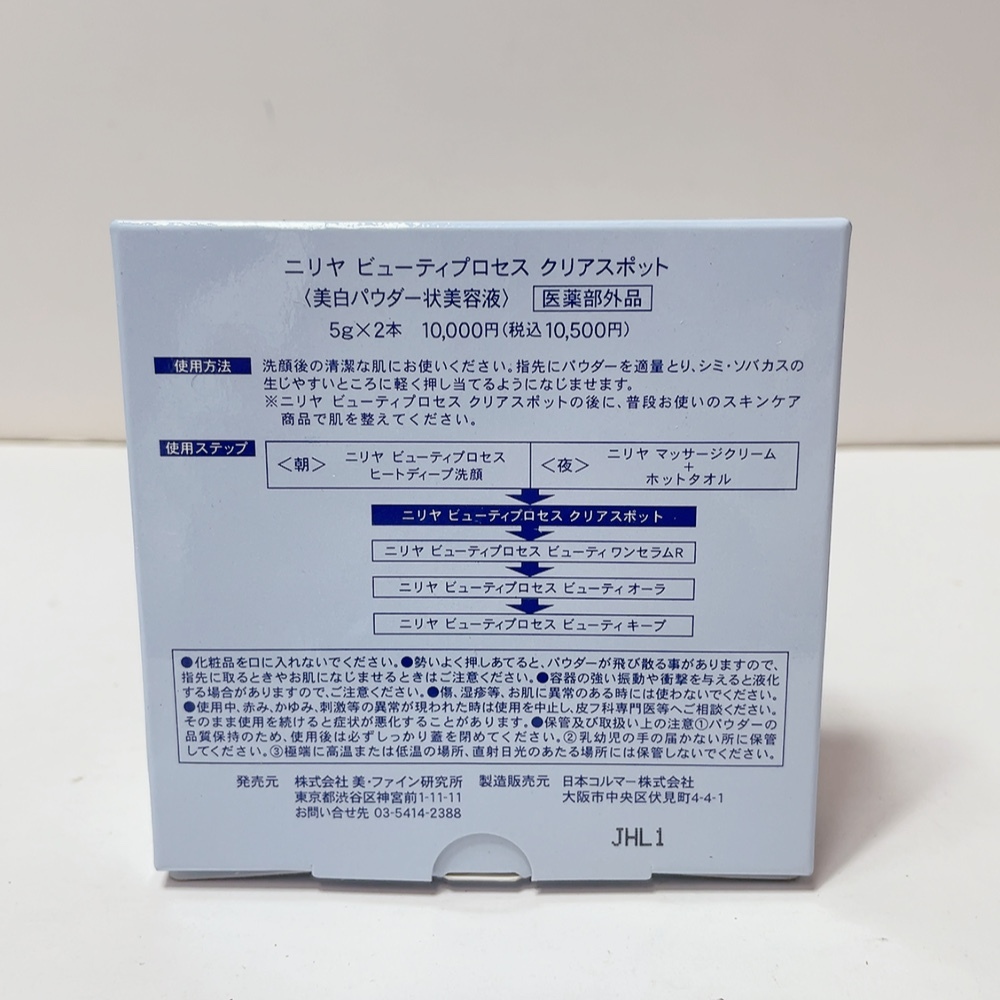 ニリヤ ビューティプロセス クリアスポット
〈美白パウダー状美容液〉 医薬部外品
5g×2本 10,000円(税込10,500円)
使用方法 洗顔後の清潔な肌にお使いください。指先にパウダーを適量とり、シミ・ソバカスの
生じやすいところに軽く押し当てるようになじませます。
※ニリヤ ビューティプロセス クリアスポットの後に、普段お使いのスキンケア
商品で肌を整えてください。
使用ステップ
<朝> ニリヤ ビューティプロセス
ヒートディープ洗顔
<夜> ニリヤ マッサージクリーム
+
ホットタオル
ニリヤ ビューティプロセス クリアスポット
ニリヤ ビューティプロセス ビューティ ワンセラムR
ニリヤ ビューティプロセス ビューティ オーラ
ニリヤ ビューティプロセス ビューティ キープ
●化粧品を口に入れないでください。●勢いよく押しあてると、パウダーが飛び散る事がありますので、
指先に取るときやお肌になじませるときはご注意ください。●容器の強い振動や衝撃を与えると液化
する場合がありますので、ご注意ください。●傷、湿疹等、お肌に異常のある時には使わないでください。
●使用中、赤み、かゆみ、刺激等の異常が現われた時は使用を中止し、皮フ科専門医等へご相談ください。
そのまま使用を続けると症状が悪化することがあります。●保管及び取扱い上の注意①パウダーの
品質保持のため、使用後は必ずしっかり蓋を閉めてください。②乳幼児の手の届かない所に保管
してください。③極端に高温または低温の場所、直射日光のあたる場所には保管しないでください。
発売元 株式会社 美・ファイン研究所
東京都渋谷区神宮前1-11-11
お問い合せ先 03-5414-2388
製造販売元 日本コルマー株式会社
大阪市中央区伏見町4-4-1
JHL1